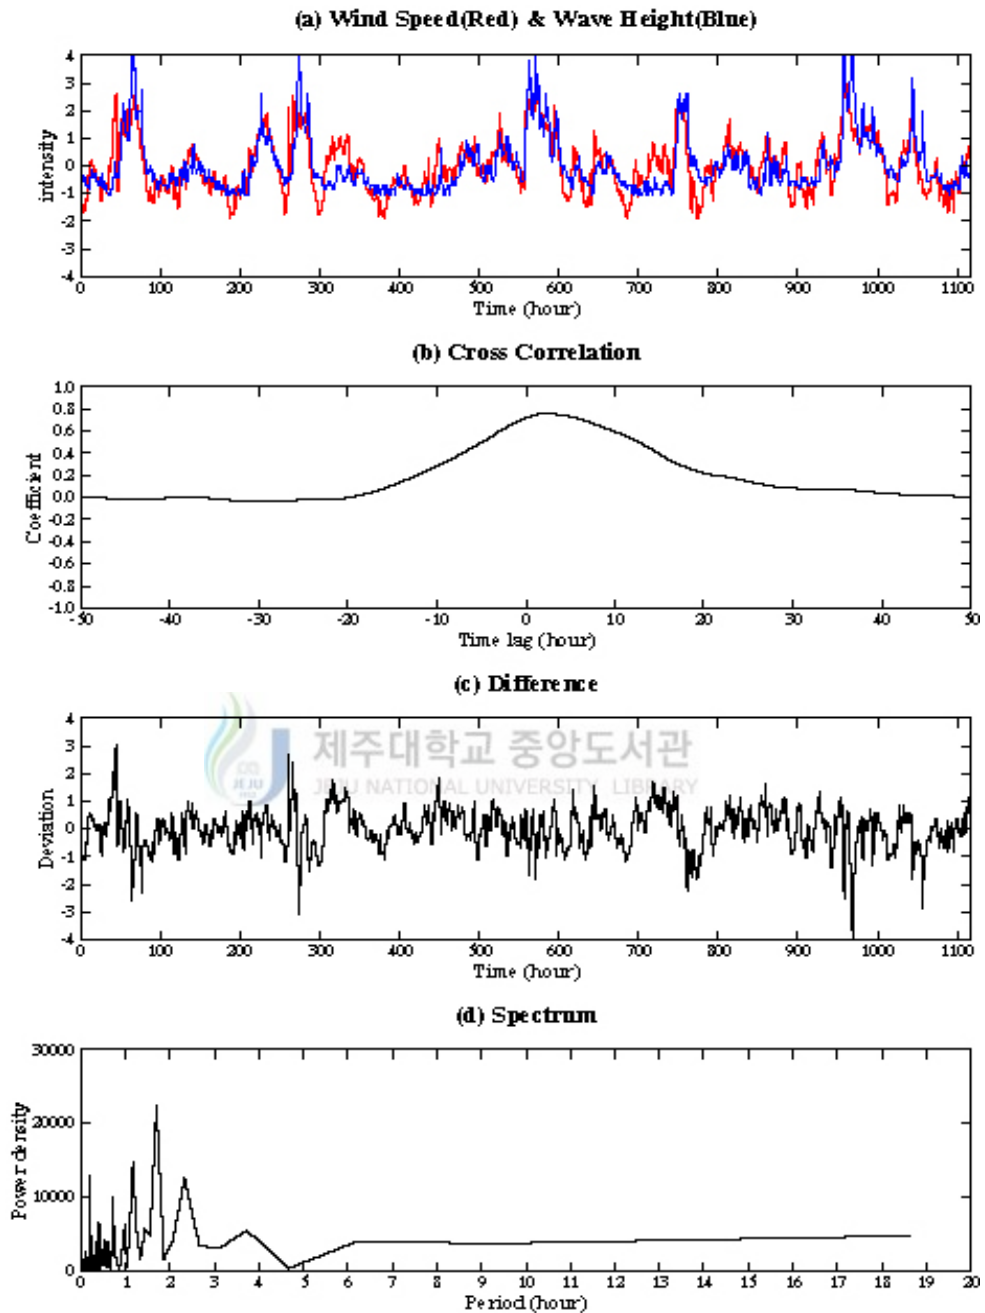 (a) Wind Speed(Red) & Wave Height(Blue)
4
3
2
1
0
-1
-2
-3
-4
intensity
0 100 200 300 400 500 600 700 800 900 1000 1100
Time (hour)
(b) Cross Correlation
1.0
0.8
0.6
0.4
0.2
0.0
-0.2
-0.4
-0.6
-0.8
-1.0
Coefficient
-50 -40 -30 -20 -10 0 10 20 30 40 50
Time lag (hour)
(c) Difference
제주대학교 중앙도서관
JEJU NATIONAL UNIVERSITY LIBRARY
JEJU
1952
4
3
2
1
0
-1
-2
-3
-4
Deviation
0 100 200 300 400 500 600 700 800 900 1000 1100
Time (hour)
(d) Spectrum
30000
20000
10000
0
Power density
0 1 2 3 4 5 6 7 8 9 10 11 12 13 14 15 16 17 18 19 20
Period (hour)